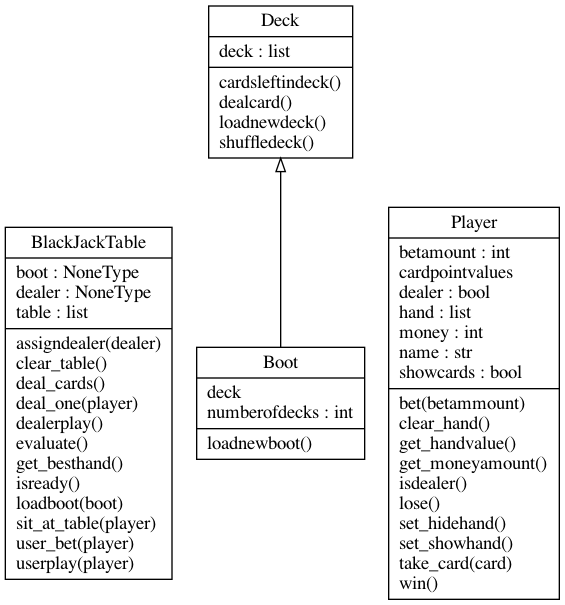 Deck
deck : list
cardsleftindeck()
dealcard()
loadnewdeck()
shuffledeck()
BlackJackTable
boot : NoneType
dealer : NoneType
table : list
assigndealer(dealer)
clear_table()
deal_cards()
deal_one(player)
dealerplay()
evaluate()
get_besthand()
isready()
loadboot(boot)
sit_at_table(player)
user_bet(player)
userplay(player)
Boot
deck
numberofdecks : int
loadnewboot()
Player
betamount : int
cardpointvalues
dealer : bool
hand : list
money : int
name : str
showcards : bool
bet(betammount)
clear_hand()
get_handvalue()
get_moneyamount()
isdealer()
lose()
set_hidehand()
set_showhand()
take_card(card)
win()